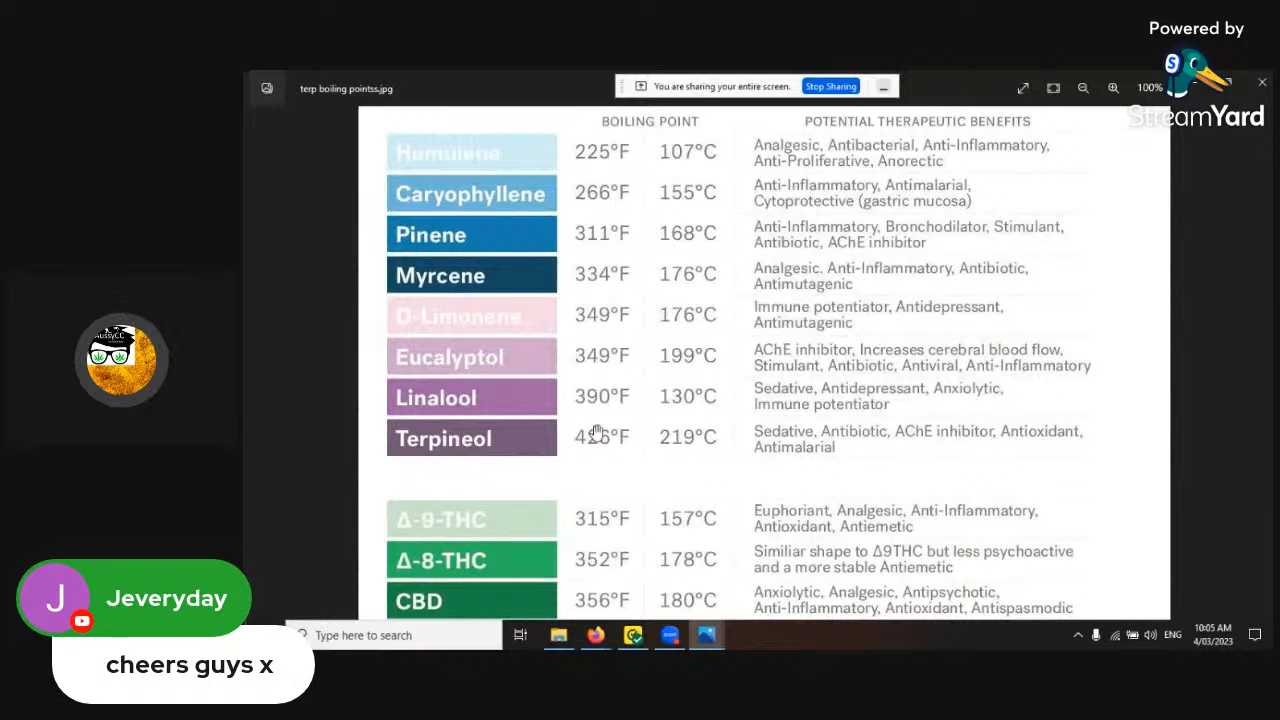 Powered by
StreamYard
terp boiling pointss.jpg
You are sharing your entire screen.
Stop Sharing
100%
BOILING POINT POTENTIAL THERAPEUTIC BENEFITS
Humulene 225°F 107°C Analgesic, Antibacterial, Anti-Inflammatory,
Anti-Proliferative, Anorectic
Caryophyllene 266°F 155°C Anti-Inflammatory, Antimalarial,
Cytoprotective (gastric mucosa)
Pinene 311°F 168°C Anti-Inflammatory, Bronchodilator, Stimulant,
Antibiotic, AChE inhibitor
Myrcene 334°F 176°C Analgesic. Anti-Inflammatory, Antibiotic,
Antimutagenic
D-Limonene 349°F 176°C Immune potentiator, Antidepressant,
Antimutagenic
Eucalyptol 349°F 199°C AChE inhibitor, Increases cerebral blood flow,
Stimulant, Antibiotic, Antiviral, Anti-Inflammatory
Linalool 390°F 130°C Sedative, Antidepressant, Anxiolytic,
Immune potentiator
Terpineol 219°C Sedative, Antibiotic, AChE inhibitor, Antioxidant,
Antimalarial
Δ-9-THC 315°F 157°C Euphoriant, Analgesic, Anti-Inflammatory,
Antioxidant, Antiemetic
Δ-8-THC 352°F 178°C Similiar shape to Δ9THC but less psychoactive
and a more stable Antiemetic
CBD 356°F 180°C Anxiolytic, Analgesic, Antipsychotic,
Anti-Inflammatory, Antioxidant, Antispasmodic
AussyCC
J
Jeveryday
cheers guys x
Type here to search
ENG
10:05 AM
4/03/2023